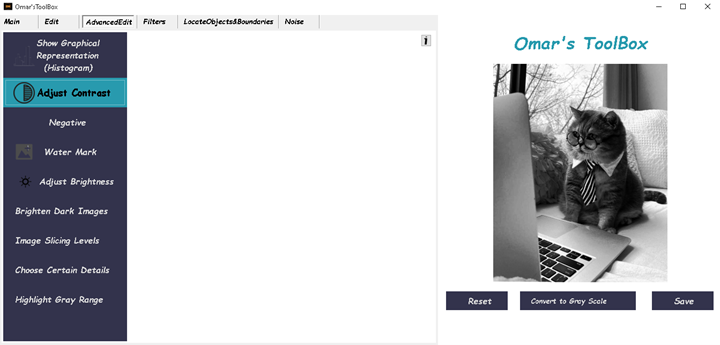 Omar'sToolBox
Main
Edit
AdvancedEdit
Filters
LocateObjects&Boundaries
Noise
Show Graphical
Representation
(Histogram)
Adjust Contrast
Negative
Water Mark
Adjust Brightness
Brighten Dark Images
Image Slicing Levels
Choose Certain Details
Highlight Gray Range
i
Omar's ToolBox
Reset
Convert to Gray Scale
Save